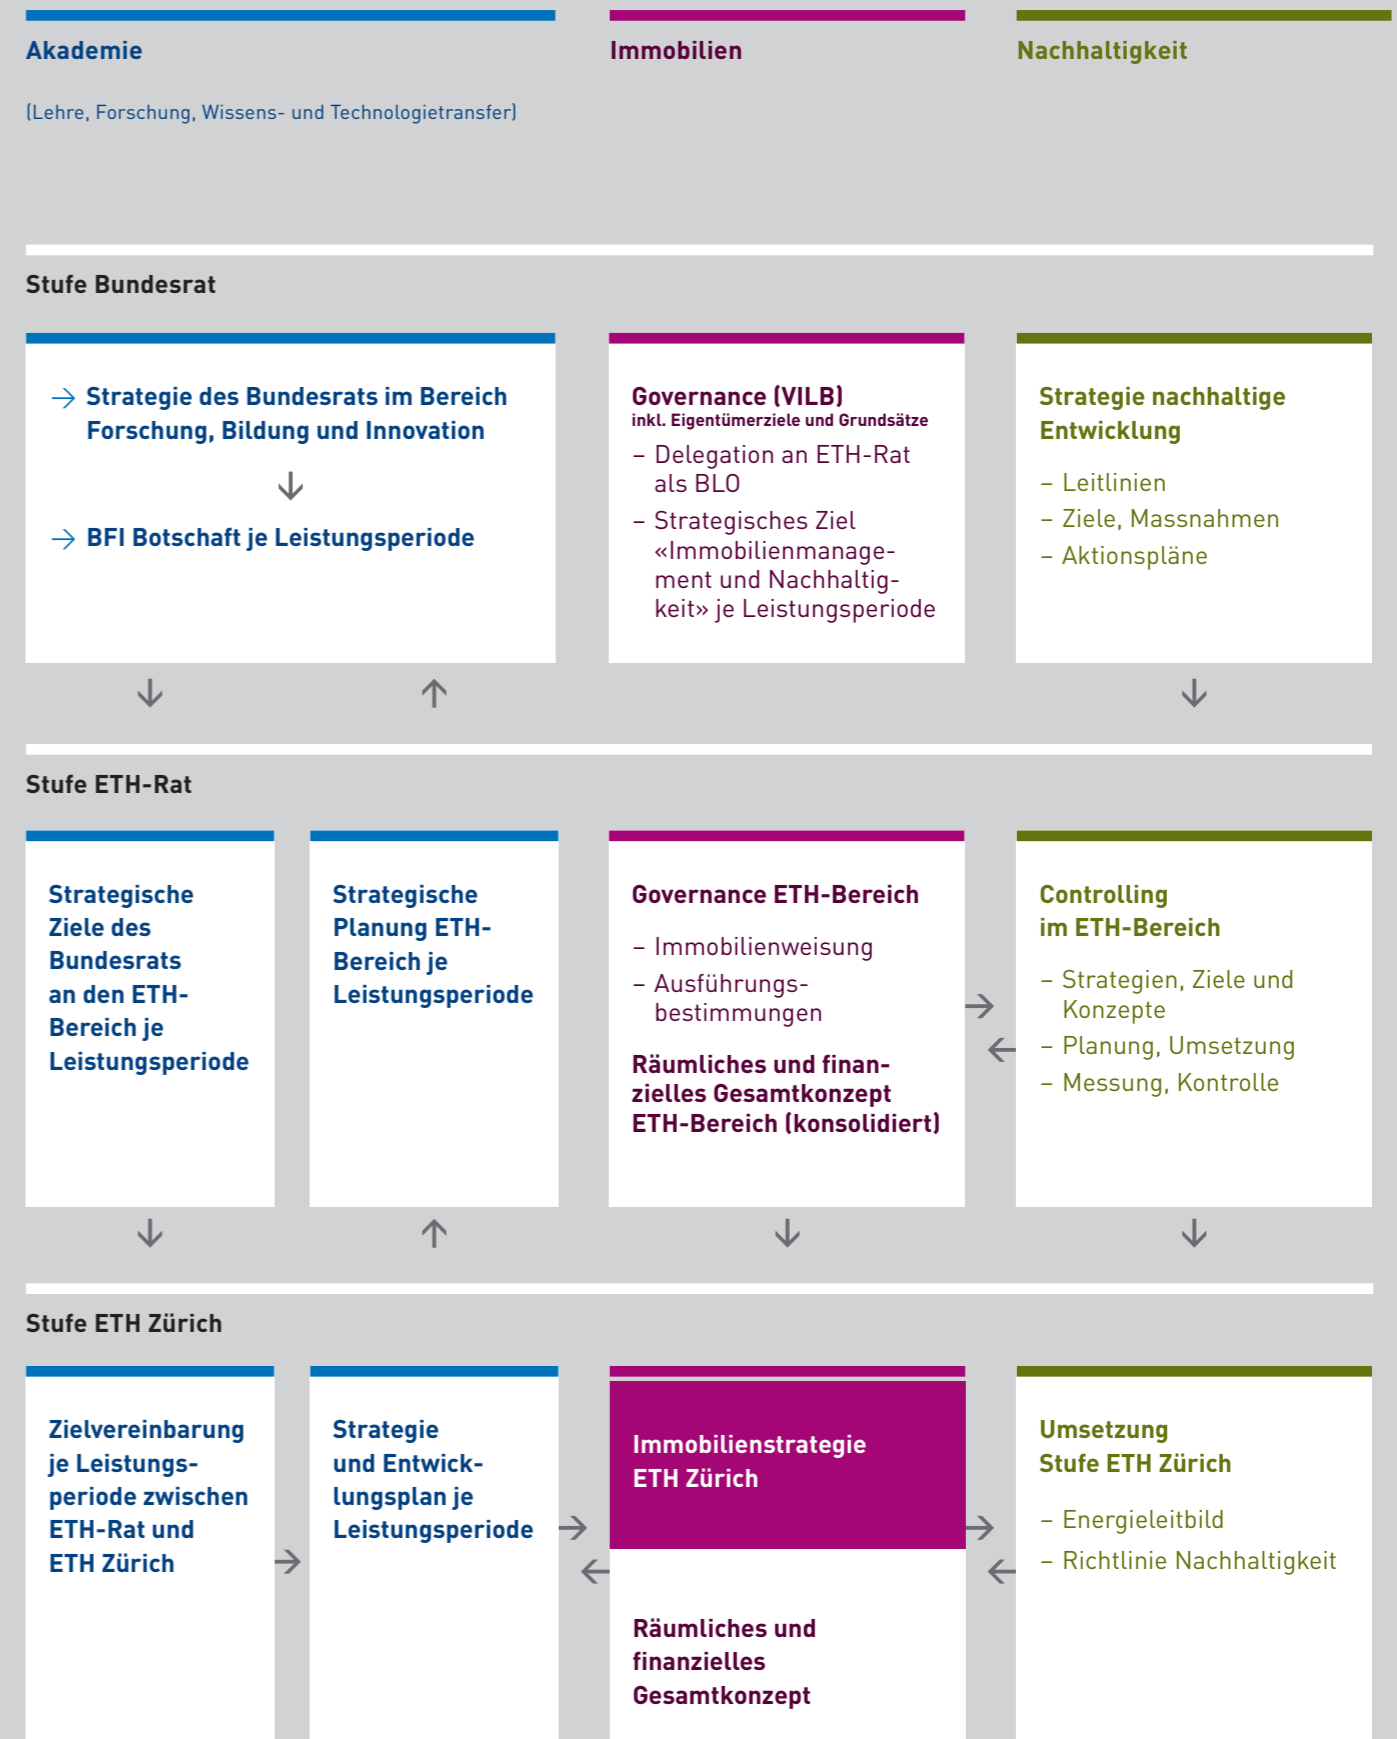 Akademie
(Lehre, Forschung, Wissens- und Technologietransfer)
Immobilien
Nachhaltigkeit
Stufe Bundesrat
→ Strategie des Bundesrats im Bereich
Forschung, Bildung und Innovation
↓
→ BFI Botschaft je Leistungsperiode
Governance (VILB)
inkl. Eigentümerziele und Grundsätze
– Delegation an ETH-Rat
als BLO
– Strategisches Ziel
«Immobilienmanage-
ment und Nachhaltig-
keit» je Leistungsperiode
Strategie nachhaltige
Entwicklung
– Leitlinien
– Ziele, Massnahmen
– Aktionspläne
Stufe ETH-Rat
Strategische
Ziele des
Bundesrats
an den ETH-
Bereich je
Leistungsperiode
Strategische
Planung ETH-
Bereich je
Leistungsperiode
Governance ETH-Bereich
– Immobilienweisung
– Ausführungs-
bestimmungen
Räumliches und finan-
zielles Gesamtkonzept
ETH-Bereich (konsolidiert)
Controlling
im ETH-Bereich
– Strategien, Ziele und
Konzepte
– Planung, Umsetzung
– Messung, Kontrolle
Stufe ETH Zürich
Zielvereinbarung
je Leistungs-
periode zwischen
ETH-Rat und
ETH Zürich
Strategie
und Entwick-
lungsplan je
Leistungsperiode
Immobilienstrategie
ETH Zürich
Räumliches und
finanzielles
Gesamtkonzept
Umsetzung
Stufe ETH Zürich
– Energieleitbild
– Richtlinie Nachhaltigkeit